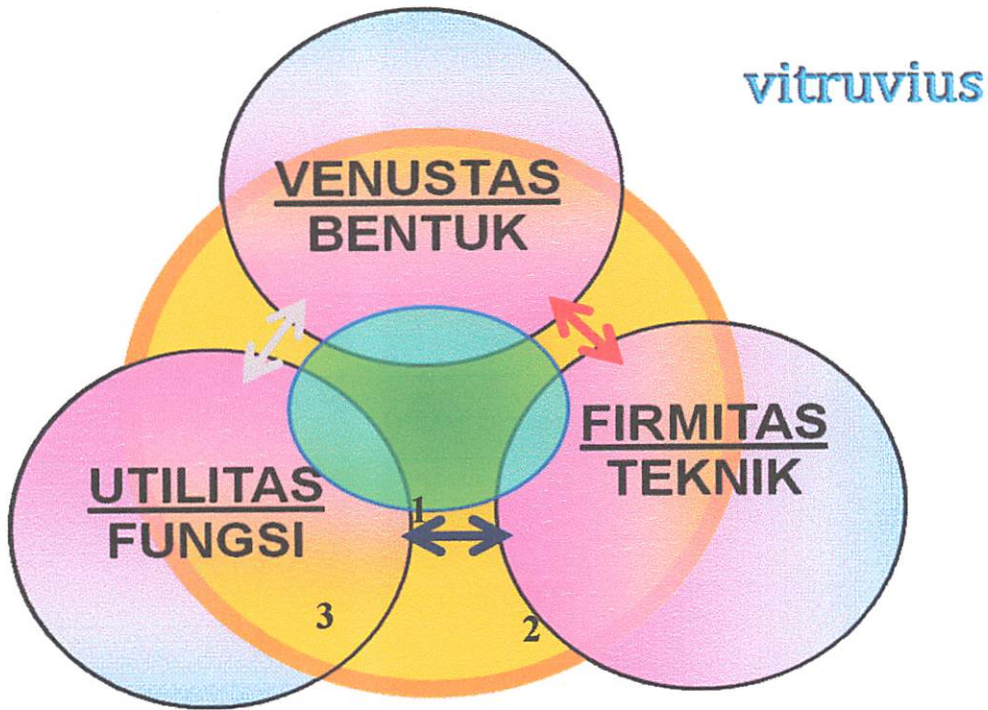 vitruvius
VENUSTAS
BENTUK
FIRMITAS
TEKNIK
UTILITAS
FUNGSI
1
3
2